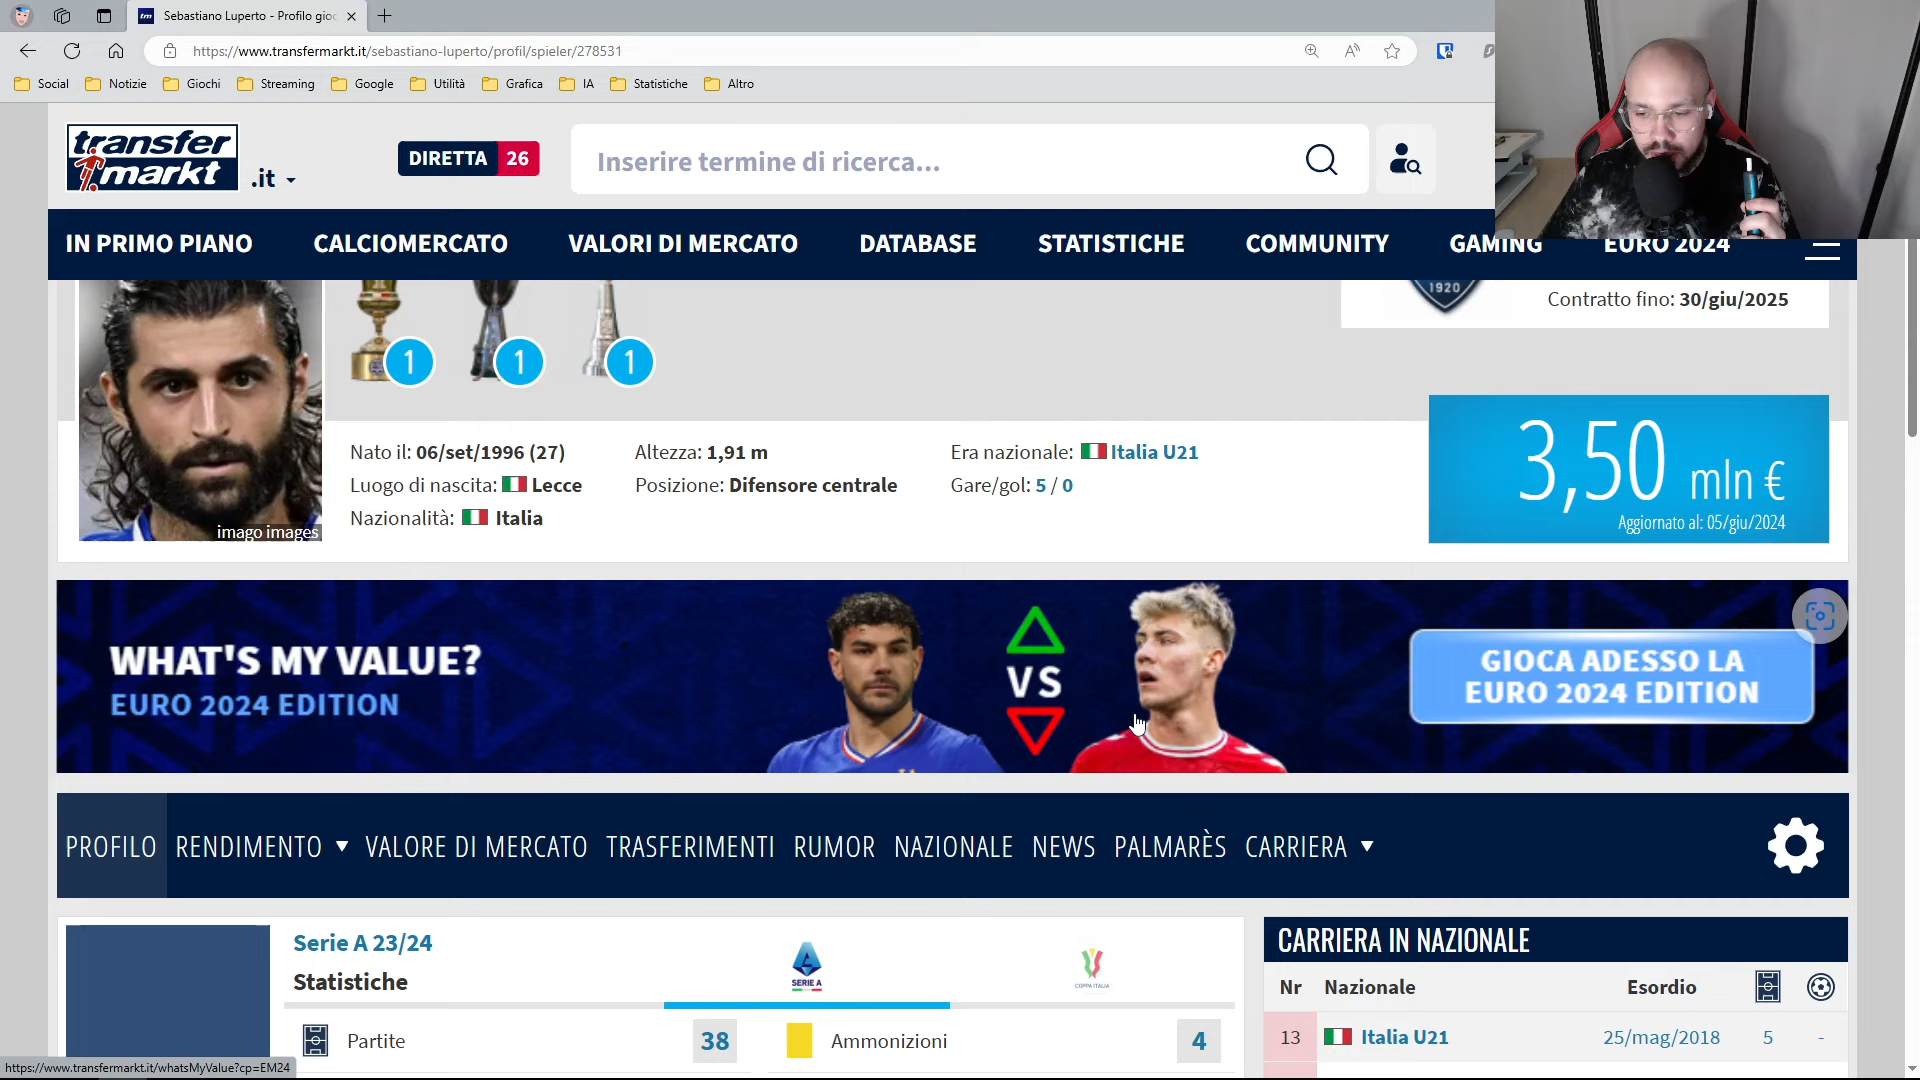 Sebastiano Luperto - Profilo gioc
https://www.transfermarkt.it/sebastiano-luperto/profil/spieler/278531
Social Notizie Giochi Streaming Google Utilità Grafica IA Statistiche Altro
transfer
markt
.it
DIRETTA 26
Inserire termine di ricerca...
IN PRIMO PIANO CALCIOMERCATO VALORI DI MERCATO DATABASE STATISTICHE COMMUNITY GAMING EURO 2024
1920
Contratto fino: 30/giu/2025
1 1 1
imago images
Nato il: 06/set/1996 (27)
Luogo di nascita: Lecce
Nazionalità: Italia
Altezza: 1,91 m
Posizione: Difensore centrale
Era nazionale: Italia U21
Gare/gol: 5 / 0
3,50 mln €
Aggiornato al: 05/giu/2024
WHAT'S MY VALUE?
EURO 2024 EDITION
VS
GIOCA ADESSO LA
EURO 2024 EDITION
PROFILO RENDIMENTO VALORE DI MERCATO TRASFERIMENTI RUMOR NAZIONALE NEWS PALMARÈS CARRIERA
Serie A 23/24
Statistiche
SERIE A
COPPA ITALIA
Partite 38
Ammonizioni 4
CARRIERA IN NAZIONALE
Nr Nazionale Esordio
13 Italia U21 25/mag/2018 5 -
https://www.transfermarkt.it/whatsMyValue?cp=EM24